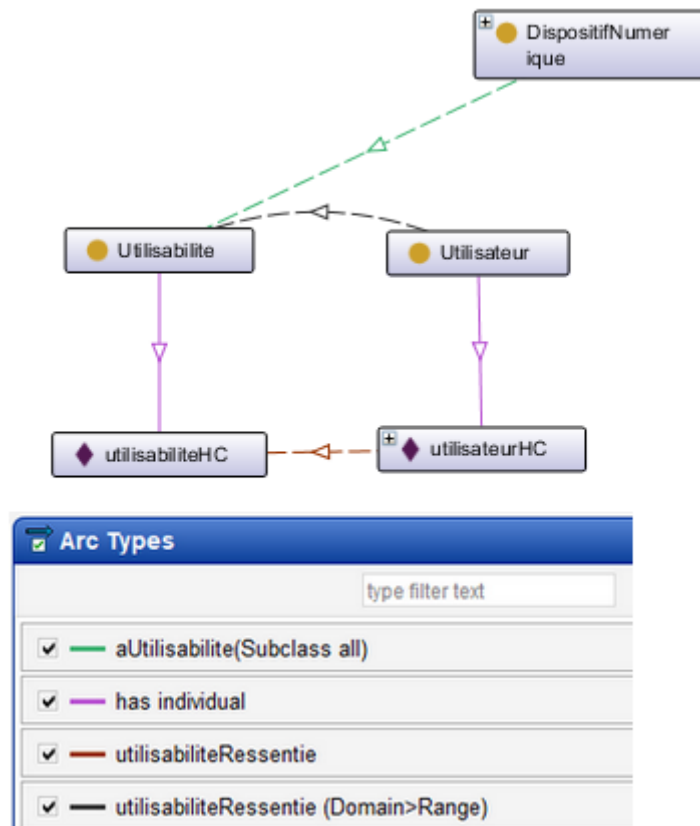 DispositifNumer
ique
Utilisabilite
Utilisateur
utilisabiliteHC
utilisateurHC
Arc Types
type filter text
aUtilisabilite(Subclass all)
has individual
utilisabiliteRessentie
utilisabiliteRessentie (Domain>Range)